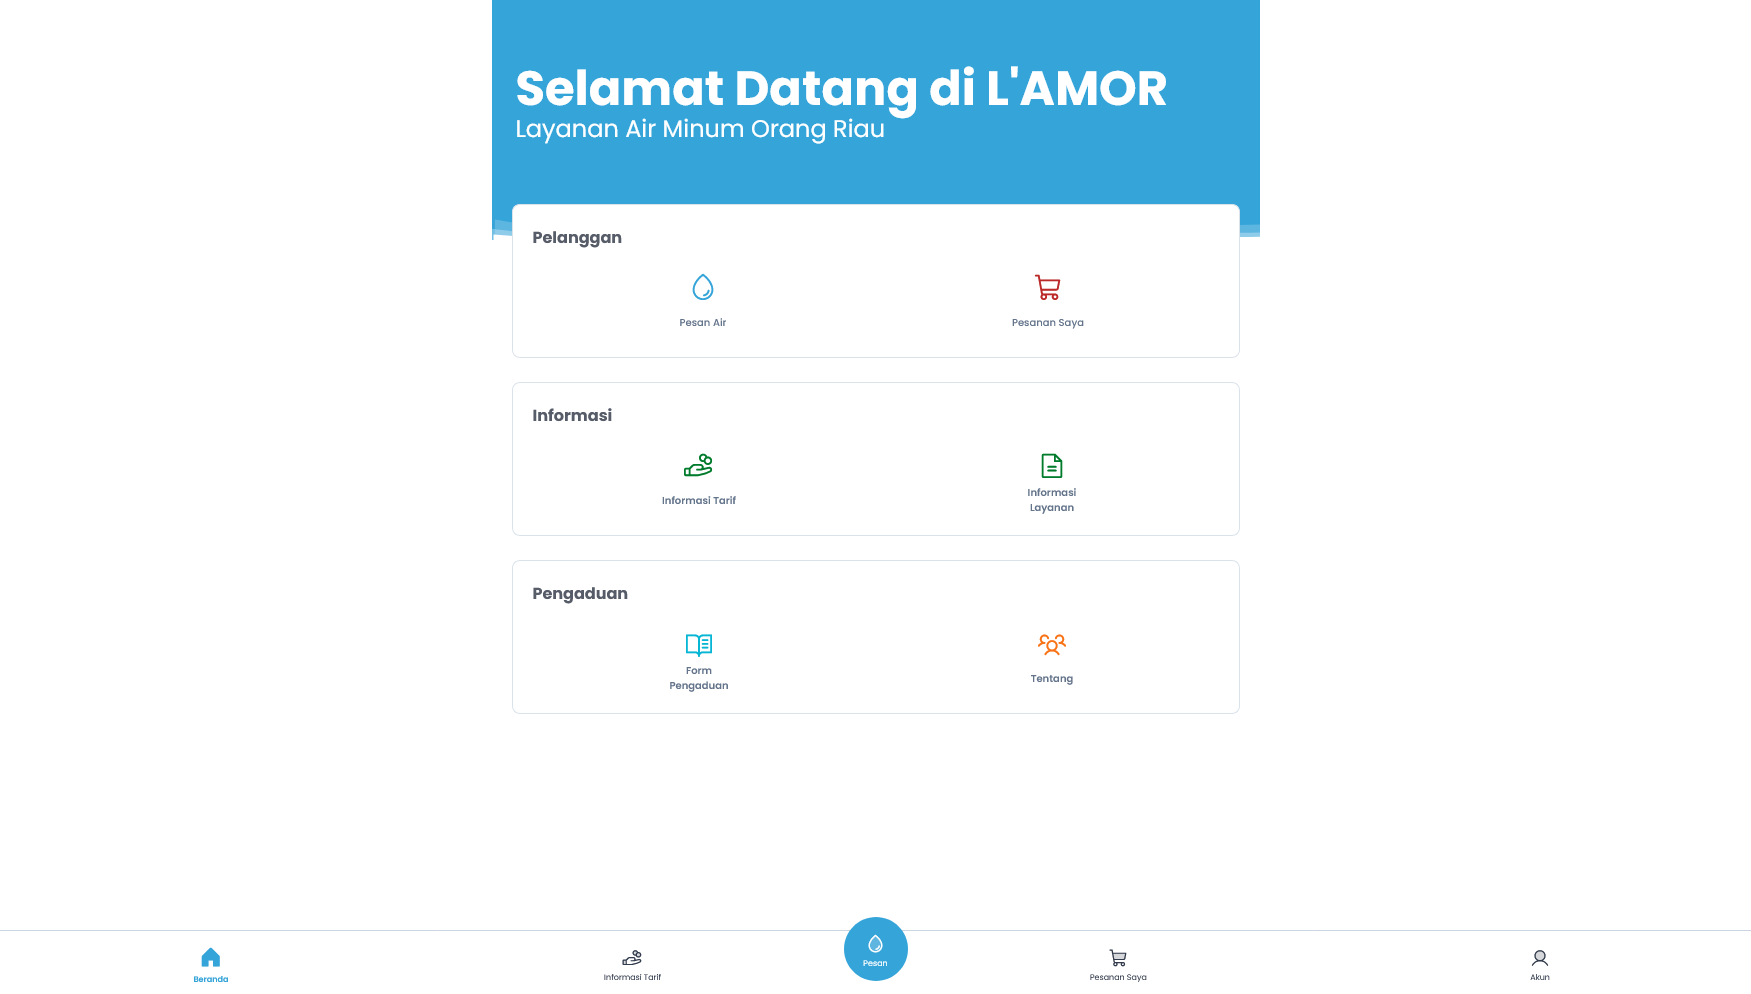 Selamat Datang di L'AMOR
Layanan Air Minum Orang Riau
Pelanggan
Pesan Air
Pesanan Saya
Informasi
Informasi Tarif
Informasi
Layanan
Pengaduan
Form
Pengaduan
Tentang
Beranda
Informasi Tarif
Pesan
Pesanan Saya
Akun